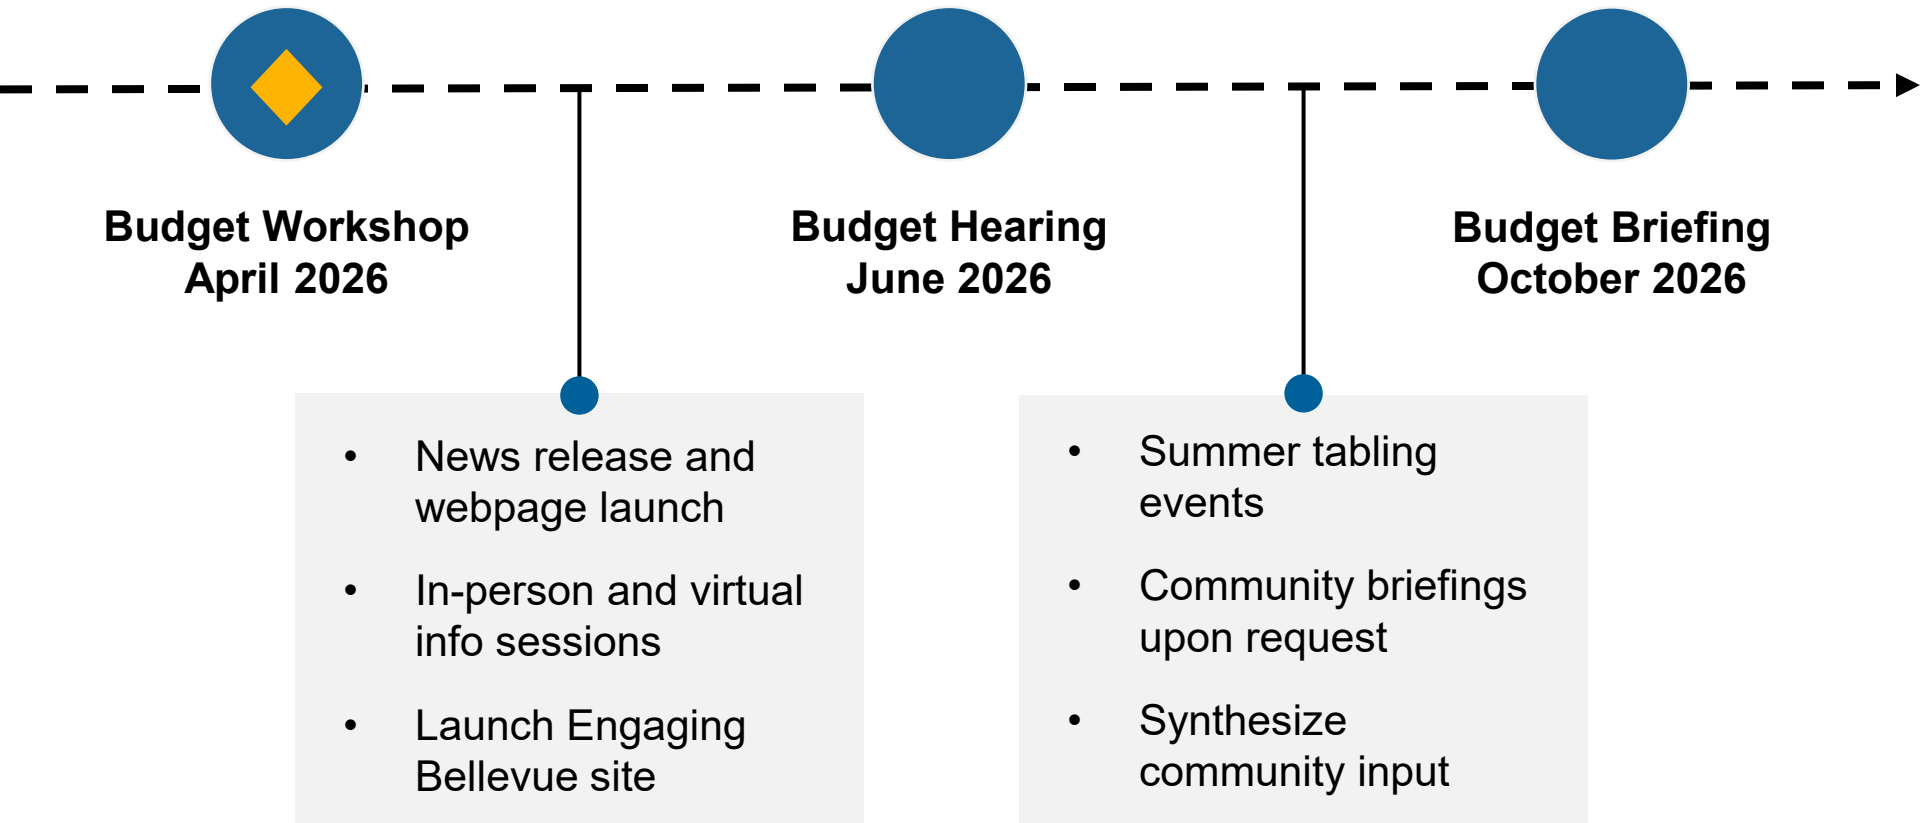 Budget Workshop
April 2026
Budget Hearing
June 2026
Budget Briefing
October 2026
• News release and
webpage launch
• In-person and virtual
info sessions
• Launch Engaging
Bellevue site
• Summer tabling
events
• Community briefings
upon request
• Synthesize
community input